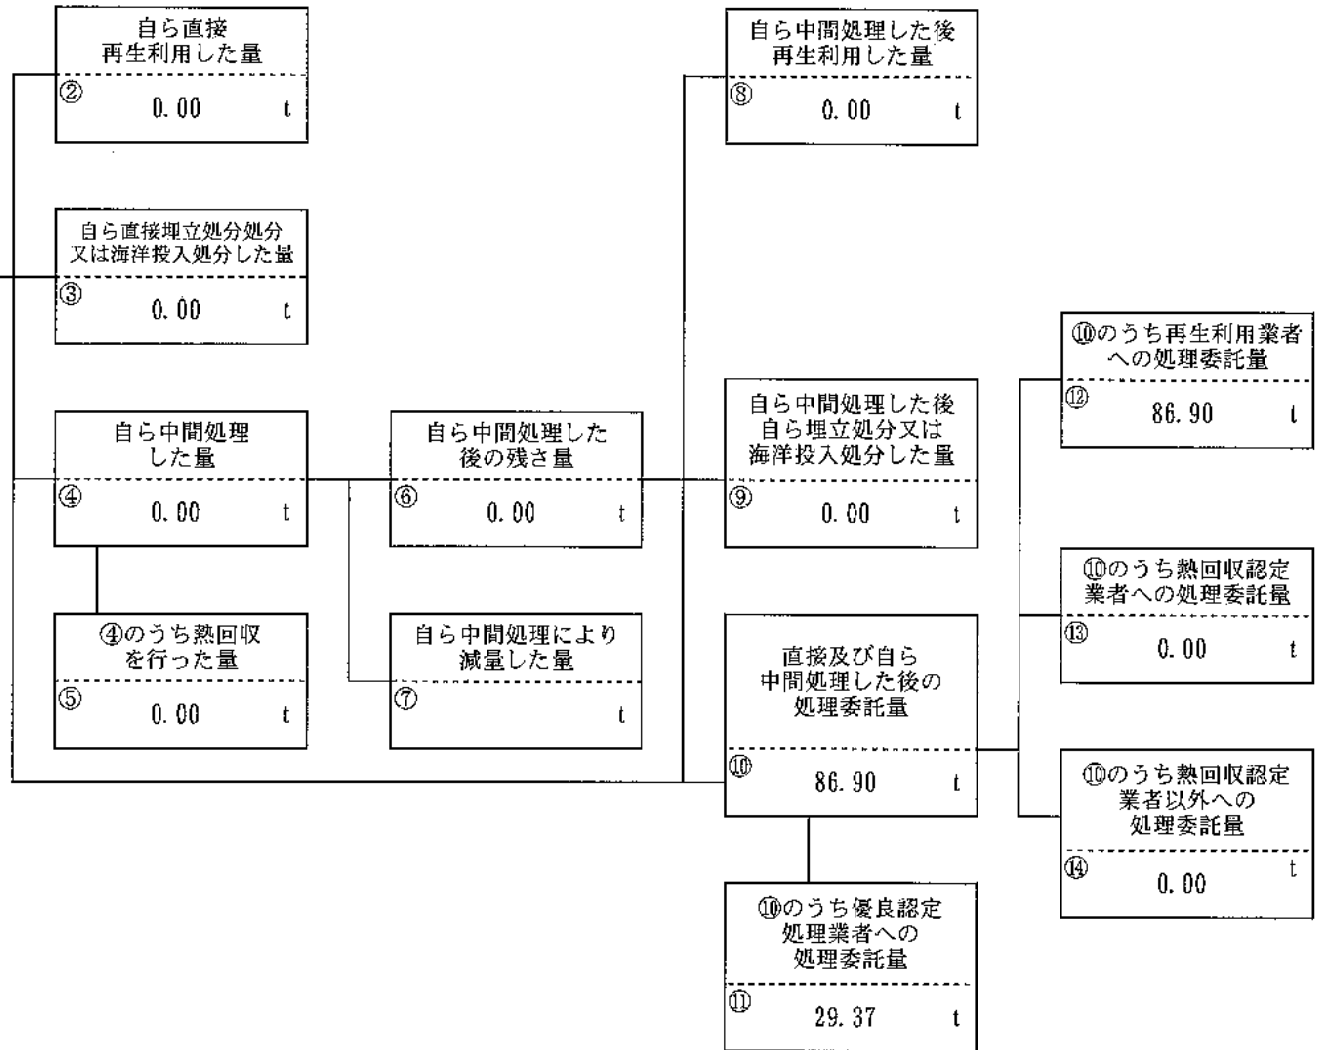 自ら直接
再生利用した量
② 0.00 t
自ら直接埋立処分処分
又は海洋投入処分した量
③ 0.00 t
自ら中間処理
した量
④ 0.00 t
④のうち熱回収
を行った量
⑤ 0.00 t
自ら中間処理した
後の残さ量
⑥ 0.00 t
自ら中間処理により
減量した量
⑦ t
自ら中間処理した後
再生利用した量
⑧ 0.00 t
自ら中間処理した後
自ら埋立処分又は
海洋投入処分した量
⑨ 0.00 t
直接及び自ら
中間処理した後の
処理委託量
⑩ 86.90 t
⑩のうち優良認定
処理業者への
処理委託量
⑪ 29.37 t
⑩のうち再生利用業者
への処理委託量
⑫ 86.90 t
⑩のうち熱回収認定
業者への処理委託量
⑬ 0.00 t
⑩のうち熱回収認定
業者以外への
処理委託量
⑭ 0.00 t